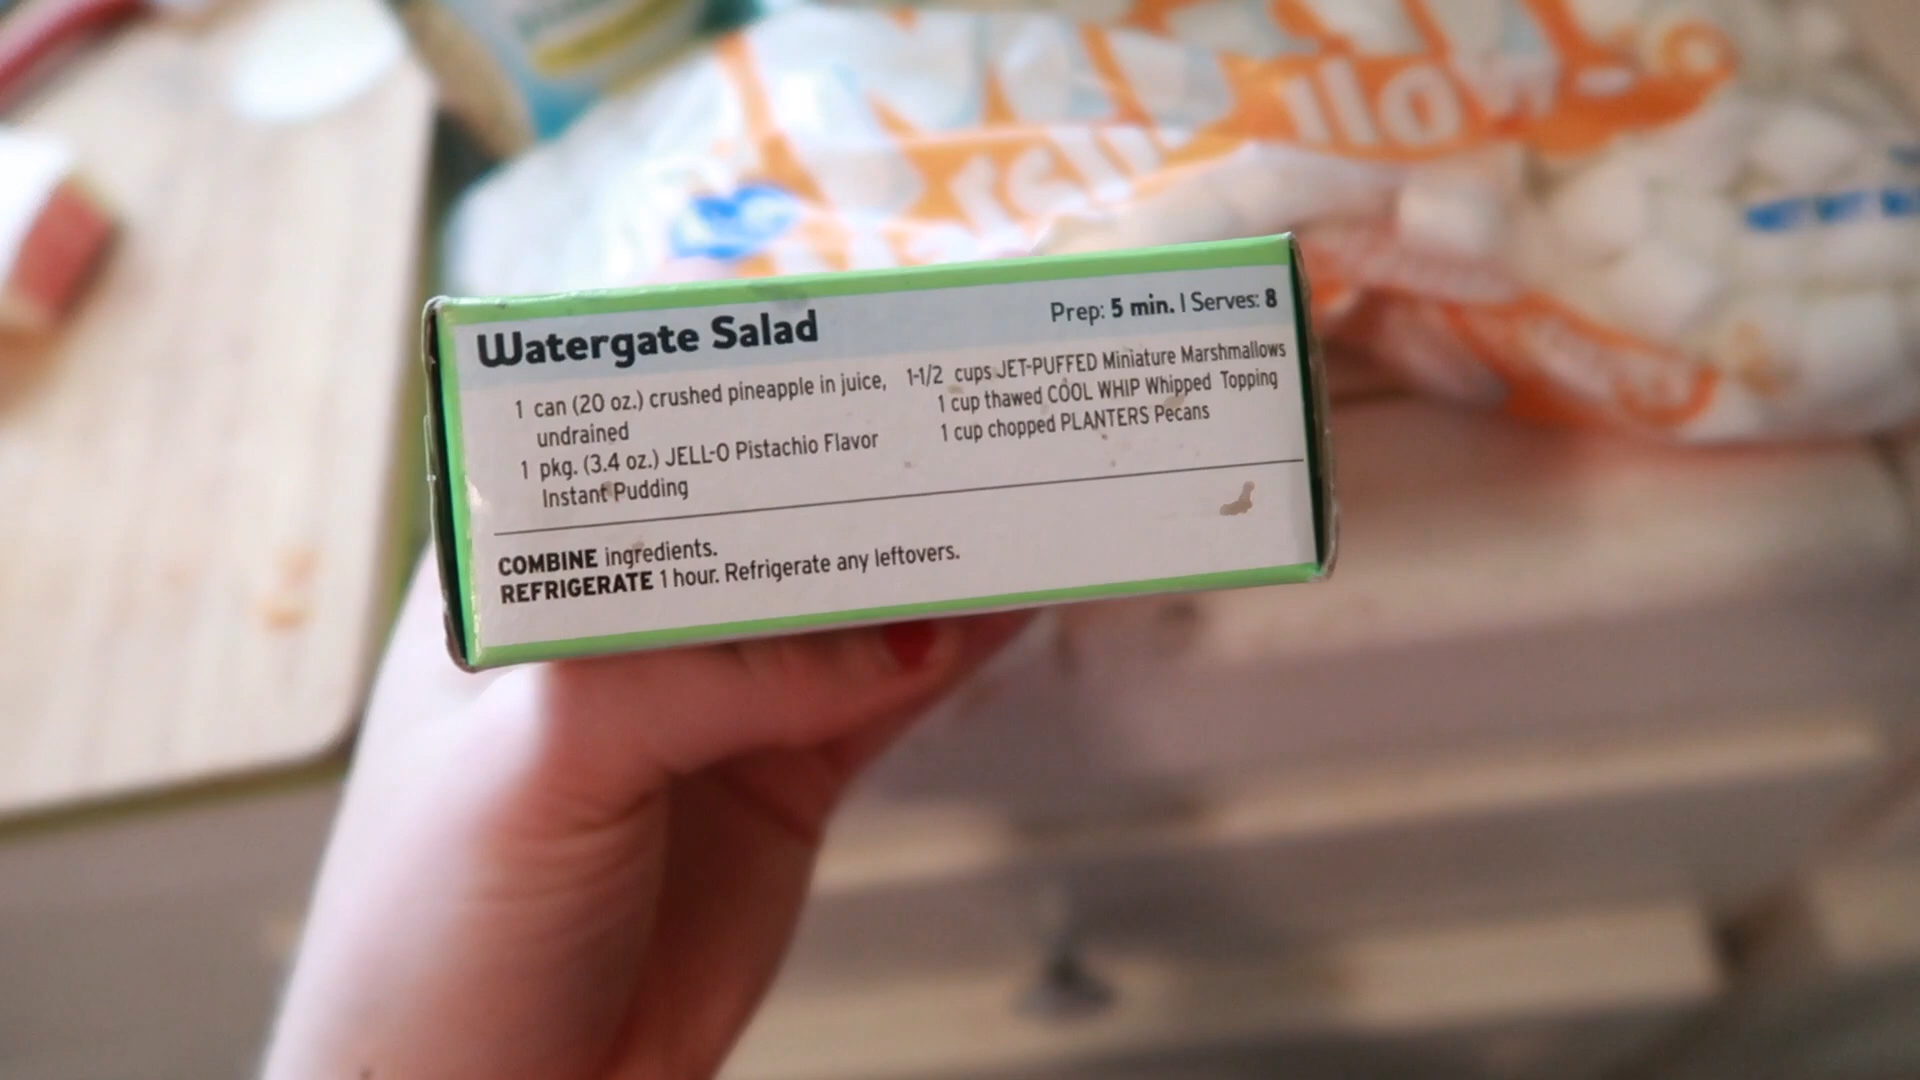 Watergate Salad
Prep: 5 min. | Serves: 8
1 can (20 oz.) crushed pineapple in juice,
undrained
1 pkg. (3.4 oz.) JELL-O Pistachio Flavor
Instant Pudding
1-1/2 cups JET-PUFFED Miniature Marshmallows
1 cup thawed COOL WHIP Whipped Topping
1 cup chopped PLANTERS Pecans
COMBINE ingredients.
REFRIGERATE 1 hour. Refrigerate any leftovers.